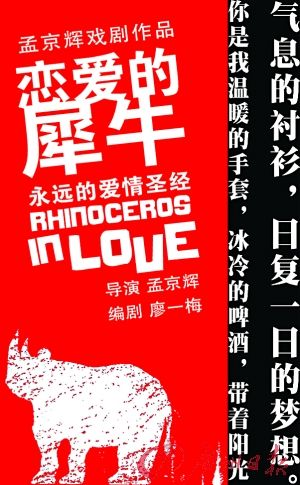 孟京辉戏剧作品
恋爱的
犀牛
永远的爱情圣经
RHINOCEROS
IN LOVE
导演 孟京辉
编剧 廖一梅
你是我温暖的手套，冰冷的啤酒，带着阳光
气息的衬衫，日复一日的梦想。
日报